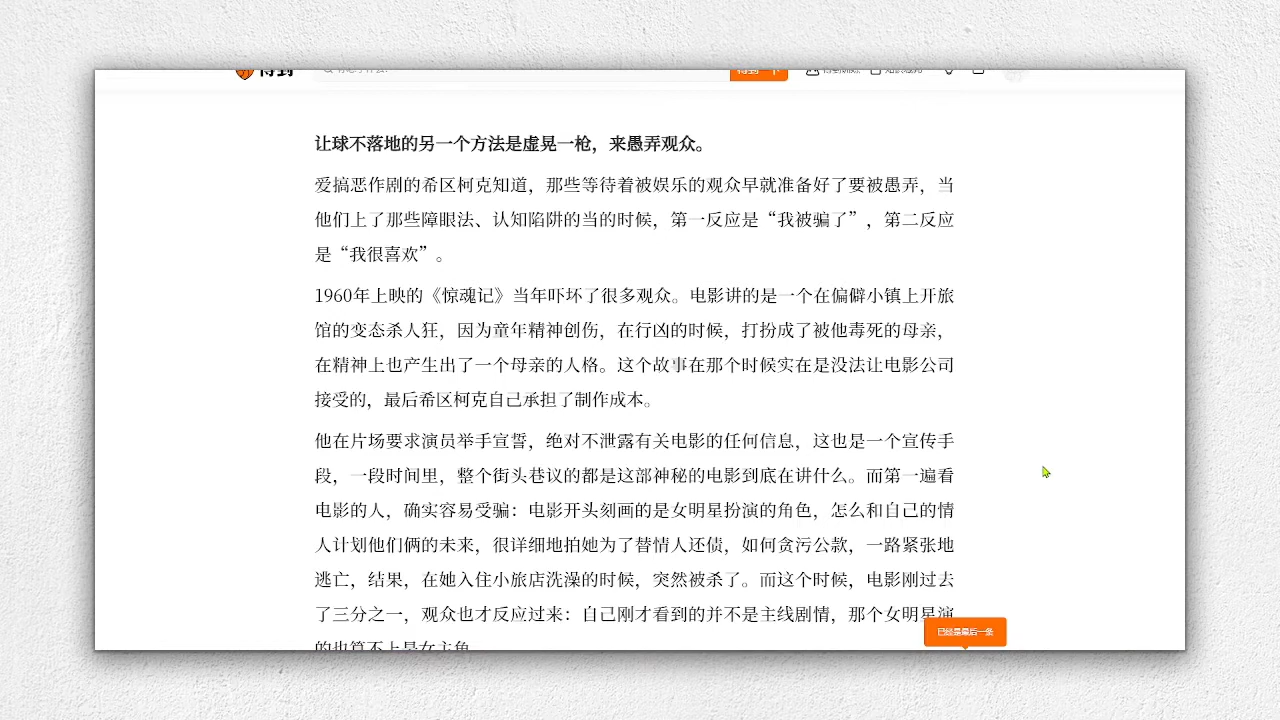 让球不落地的另一个方法是虚晃一枪，来愚弄观众。
爱搞恶作剧的希区柯克知道，那些等待着被娱乐的观众早就准备好了要被愚弄，当
他们上了那些障眼法、认知陷阱的当的时候，第一反应是“我被骗了”，第二反应
是“我很喜欢”。
1960年上映的《惊魂记》当年吓坏了很多观众。电影讲的是一个在偏僻小镇上开旅
馆的变态杀人狂，因为童年精神创伤，在行凶的时候，打扮成了被他毒死的母亲，
在精神上也产生出了一个母亲的人格。这个故事在那个时候实在是没法让电影公司
接受的，最后希区柯克自己承担了制作成本。
他在片场要求演员举手宣誓，绝对不泄露有关电影的任何信息，这也是一个宣传手
段，一段时间里，整个街头巷议的都是这部神秘的电影到底在讲什么。而第一遍看
电影的人，确实容易受骗：电影开头刻画的是女明星扮演的角色，怎么和自己的情
人计划他们俩的未来，很详细地拍她为了替情人还债，如何贪污公款，一路紧张地
逃亡，结果，在她入住小旅店洗澡的时候，突然被杀了。而这个时候，电影刚过去
了三分之一，观众也才反应过来：自己刚才看到的并不是主线剧情，那个女明星演
的也算不上是女主角
已经是最后一条